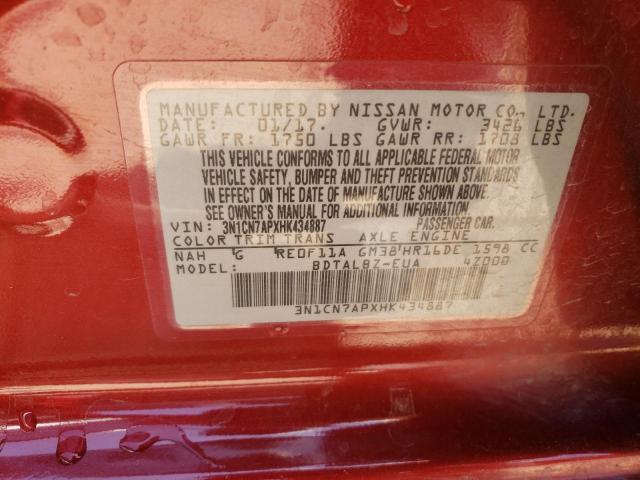 MANUFACTURED BY NISSAN MOTOR CO., LTD.
DATE: 01/17. GVWR: 3426 LBS
GAWR FR: 1750 LBS GAWR RR: 1708 LBS
THIS VEHICLE CONFORMS TO ALL APPLICABLE FEDERAL MOTOR
VEHICLE SAFETY, BUMPER AND THEFT PREVENTION STANDARDS
IN EFFECT ON THE DATE OF MANUFACTURE SHOWN ABOVE.
SEE OWNER'S MANUAL FOR ADDITIONAL INFORMATION.
VIN: 3N1CN7APXHK434887 PASSENGER CAR.
COLOR TRIM TRANS AXLE ENGINE
NAH G RE0F11A GM38 HR16DE 1598 CC
MODEL: BDTALBZ-EUA 4Z000
3N1CN7APXHK434887